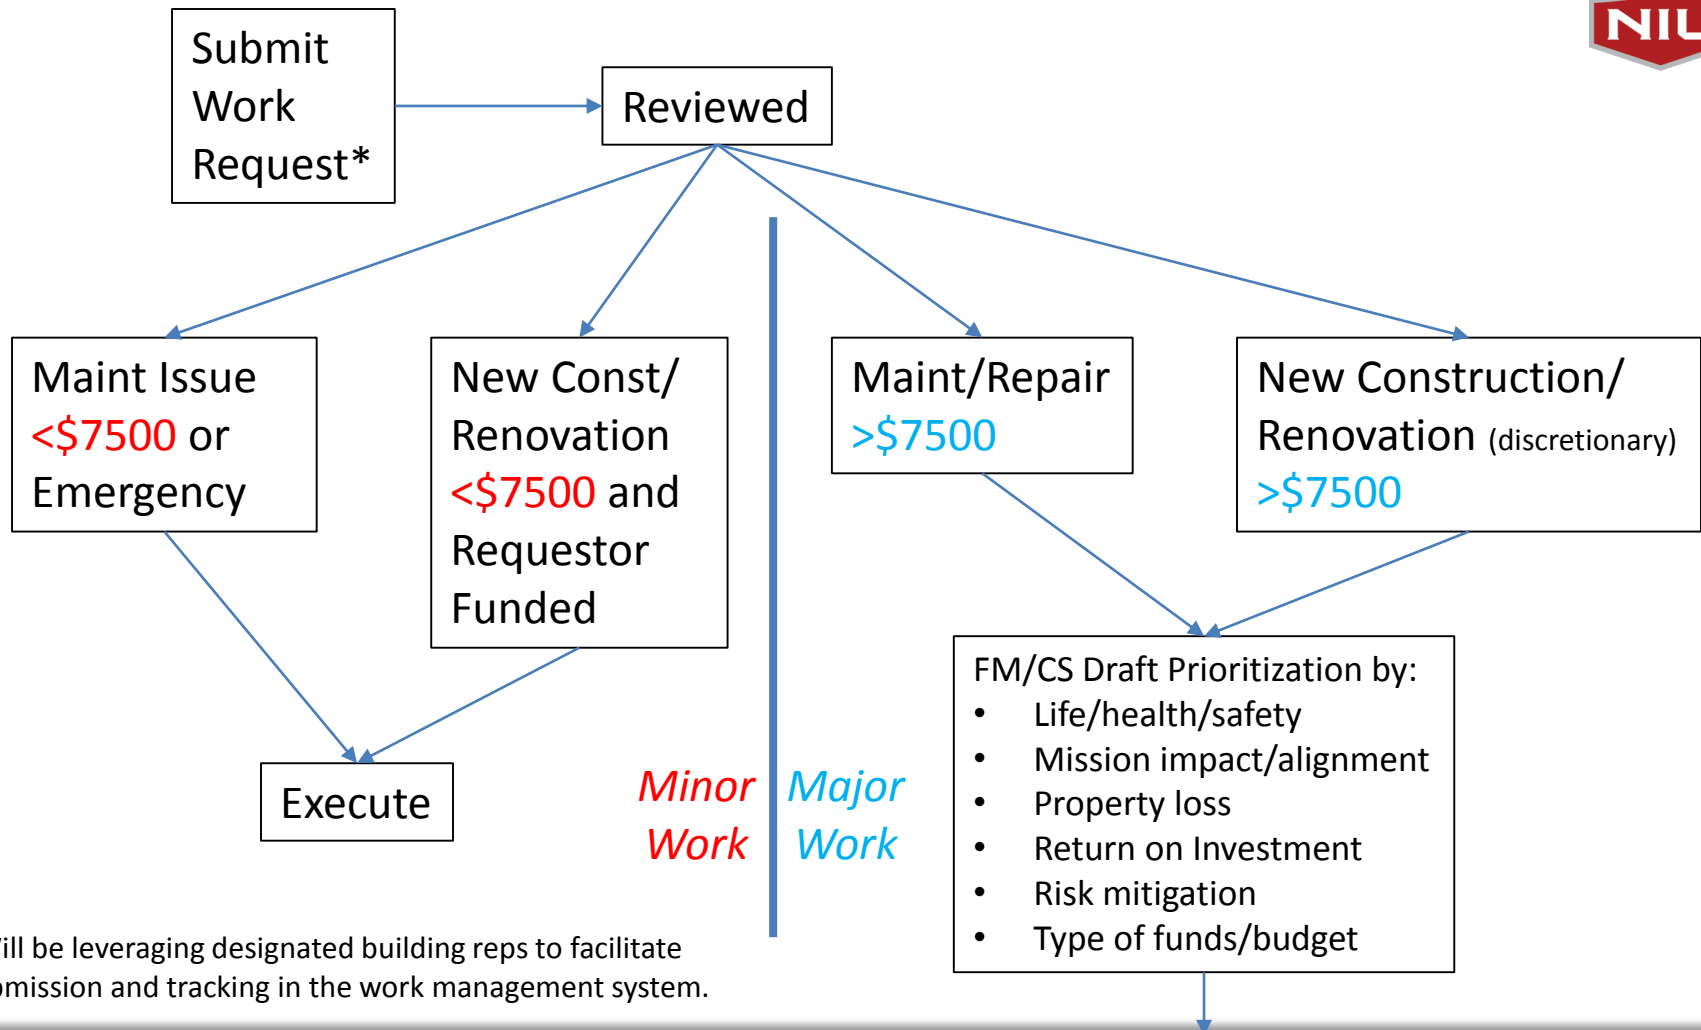 NIU
Submit
Work
Request*
Reviewed
Maint Issue
<$7500 or
Emergency
New Const/
Renovation
<$7500 and
Requestor
Funded
Maint/Repair
>$7500
New Construction/
Renovation (discretionary)
>$7500
Execute
Minor
Work
Major
Work
FM/CS Draft Prioritization by:
• Life/health/safety
• Mission impact/alignment
• Property loss
• Return on Investment
• Risk mitigation
• Type of funds/budget
be leveraging designated building reps to facilitate
and tracking in the work management system.